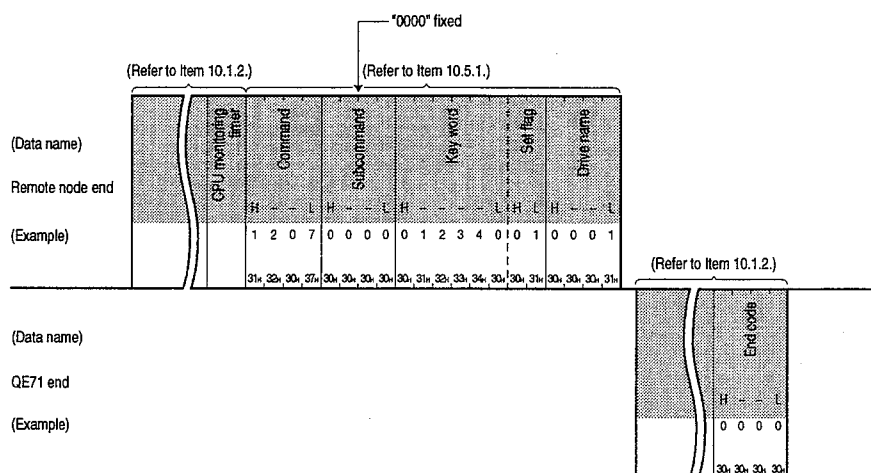 "0000" fixed
(Refer to Item 10.1.2.) (Refer to Item 10.5.1.)
(Data name) CPU monitoring timer Command Subcommand Key word Set flag Drive name
Remote node end H - - L H - - L H - - - - L H L H - - L
(Example) 1 2 0 7 0 0 0 0 0 1 2 3 4 0 0 1 0 0 0 1
31H 32H 30H 37H 30H 30H 30H 30H 30H 31H 32H 33H 34H 30H 30H 31H 30H 30H 30H 31H
(Refer to Item 10.1.2.)
(Data name) End code
QE71 end H - - L
(Example) 0 0 0 0
30H 30H 30H 30H